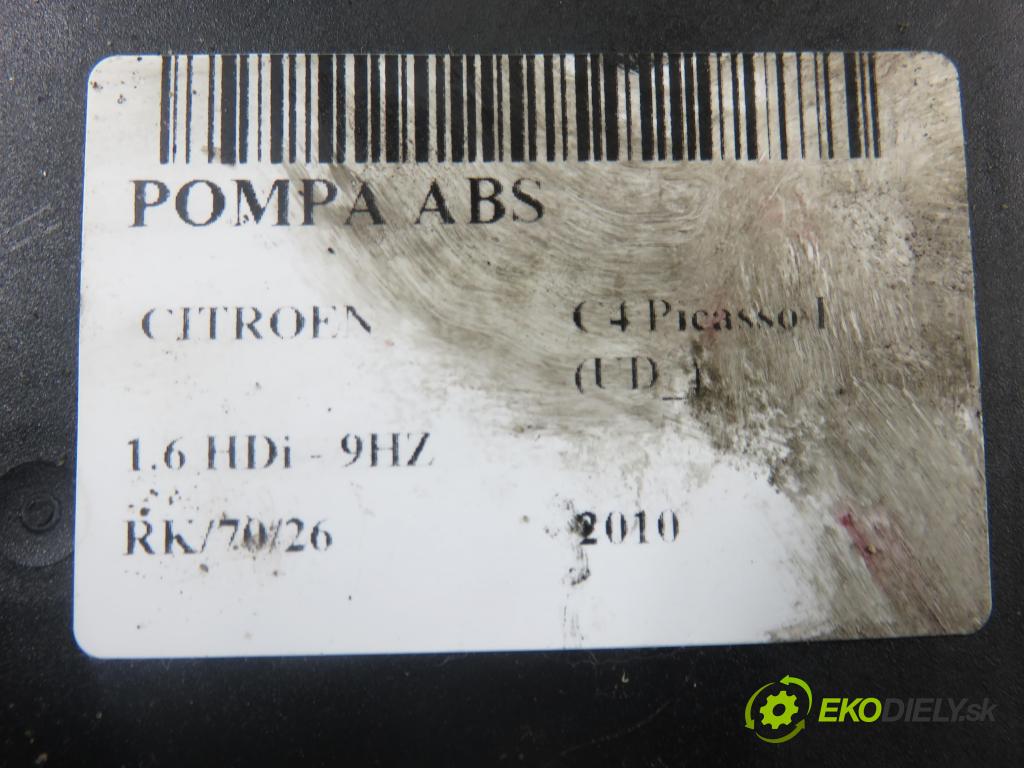 POMPA ABS
CITROEN C4 Picasso I
(UD_)
1.6 HDi - 9HZ
RK/70/26 2010
EKODIELY.sk